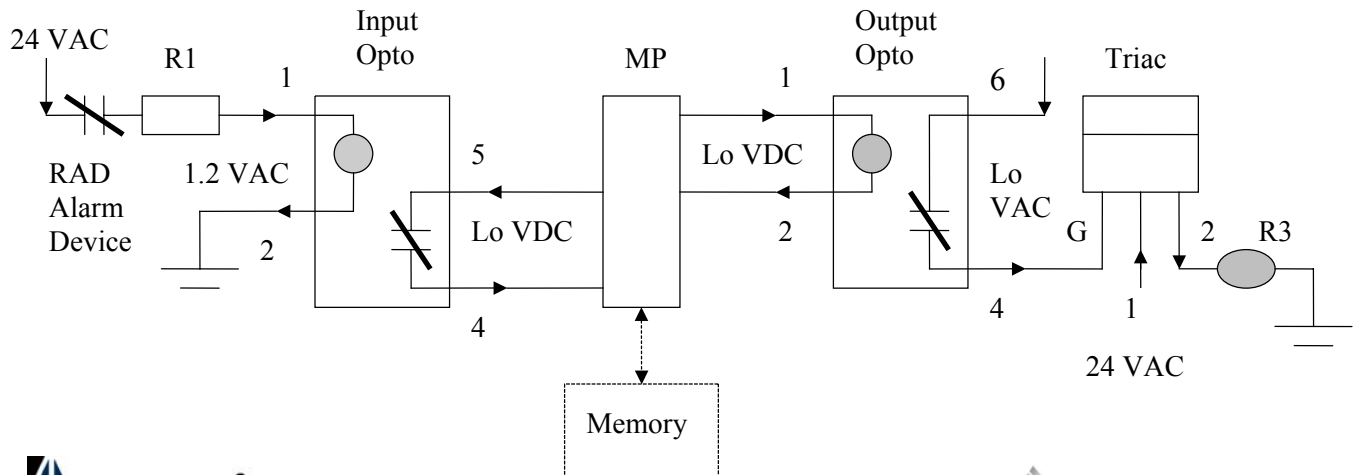 24 VAC
R1
Input
Opto
MP
Output
Opto
Triac
1
1
6
RAD
Alarm
Device
1.2 VAC
5
Lo VDC
Lo
VAC
2
Lo VDC
2
G
2
R3
4
4
1
24 VAC
Memory